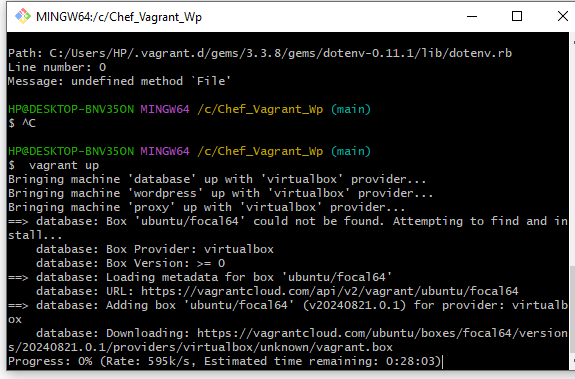 MINGW64:/c/Chef_Vagrant_Wp
Path: C:/Users/HP/.vagrant.d/gems/3.3.8/gems/dotenv-0.11.1/lib/dotenv.rb
Line number: 0
Message: undefined method `File'
HP@DESKTOP-BNV35ON MINGW64 /c/Chef_Vagrant_Wp (main)
$ ^C
HP@DESKTOP-BNV35ON MINGW64 /c/Chef_Vagrant_Wp (main)
$  vagrant up
Bringing machine 'database' up with 'virtualbox' provider...
Bringing machine 'wordpress' up with 'virtualbox' provider...
Bringing machine 'proxy' up with 'virtualbox' provider...
==> database: Box 'ubuntu/focal64' could not be found. Attempting to find and in
stall...
    database: Box Provider: virtualbox
    database: Box Version: >= 0
==> database: Loading metadata for box 'ubuntu/focal64'
    database: URL: https://vagrantcloud.com/api/v2/vagrant/ubuntu/focal64
==> database: Adding box 'ubuntu/focal64' (v20240821.0.1) for provider: virtualb
ox
    database: Downloading: https://vagrantcloud.com/ubuntu/boxes/focal64/version
s/20240821.0.1/providers/virtualbox/unknown/vagrant.box
Progress: 0% (Rate: 595k/s, Estimated time remaining: 0:28:03)